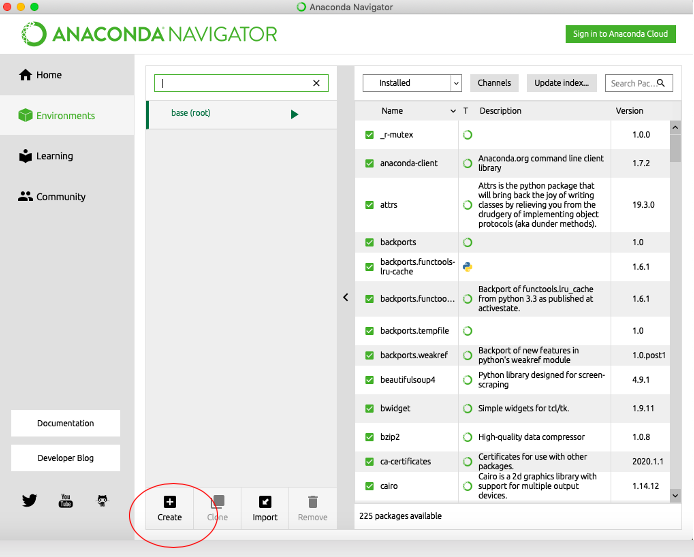 Anaconda Navigator
ANACONDA NAVIGATOR
Sign in to Anaconda Cloud
Home
Environments
Learning
Community
Documentation
Developer Blog
You
Tube
base (root)
Create
Clone
Import
Remove
Installed
Channels
Update index...
Search Pac...
Name T Description Version
_r-mutex 1.0.0
anaconda-client Anaconda.org command line client
library 1.7.2
attrs Attrs is the python package that
will bring back the joy of writing
classes by relieving you from the
drudgery of implementing object
protocols (aka dunder methods). 19.3.0
backports 1.0
backports.functools-
lru-cache 1.6.1
backports.functoo... Backport of functools.lru_cache
from python 3.3 as published at
activestate. 1.6.1
backports.tempfile 1.0
backports.weakref Backport of new features in
python's weakref module 1.0.post1
beautifulsoup4 Python library designed for screen-
scraping 4.9.1
bwidget Simple widgets for tcl/tk. 1.9.11
bzip2 High-quality data compressor 1.0.8
ca-certificates Certificates for use with other
packages. 2020.1.1
cairo Cairo is a 2d graphics library with
support for multiple output
devices. 1.14.12
225 packages available